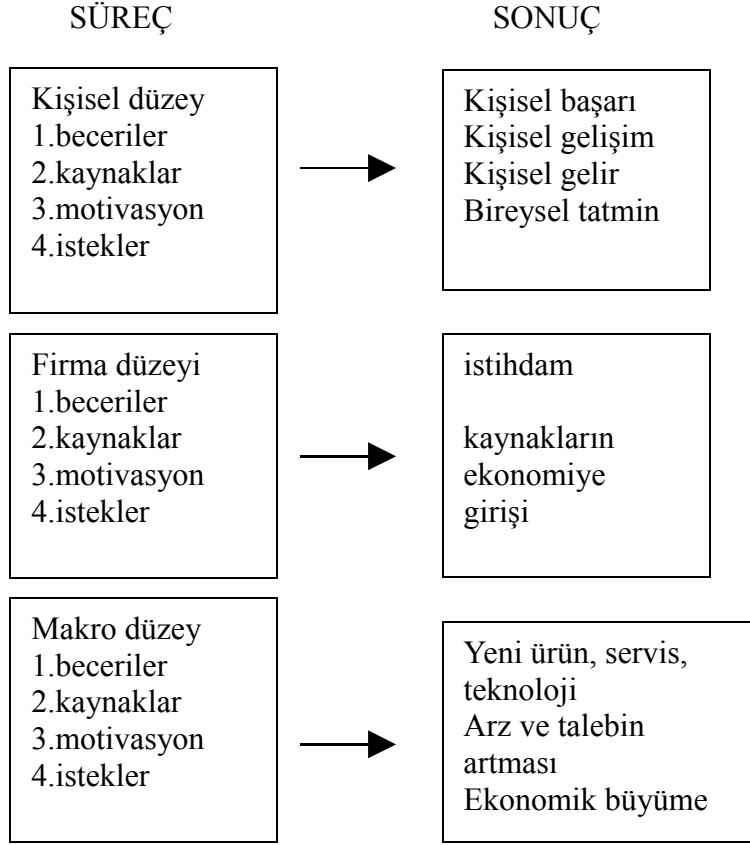 SÜREÇ
SONUÇ
Kişisel düzey
1.beceriler
2.kaynaklar
3.motivasyon
4.istekler
Kişisel başarı
Kişisel gelişim
Kişisel gelir
Bireysel tatmin
Firma düzeyi
1.beceriler
2.kaynaklar
3.motivasyon
4.istekler
istihdam
kaynakların
ekonomiye
girişi
Makro düzey
1.beceriler
2.kaynaklar
3.motivasyon
4.istekler
Yeni ürün, servis,
teknoloji
Arz ve talebin
artması
Ekonomik büyüme